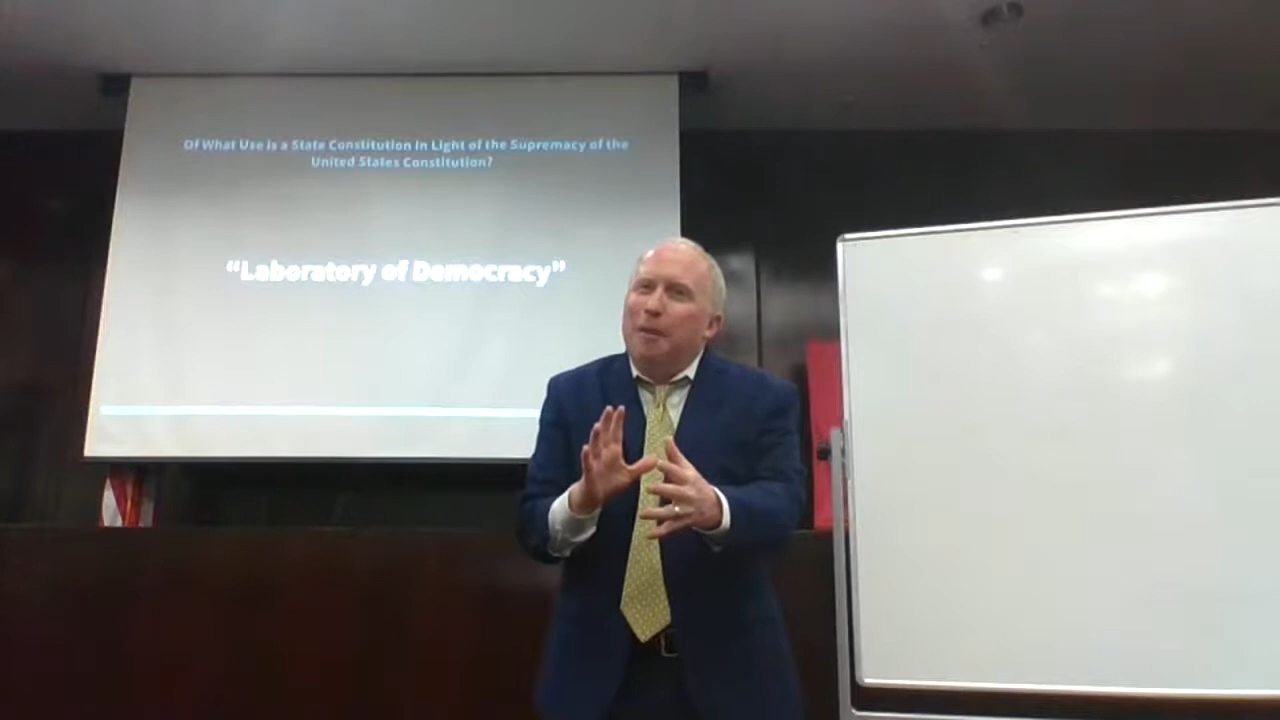 Of What Use is a State Constitution In Light of the Supremacy of the
United States Constitution?
“Laboratory of Democracy”